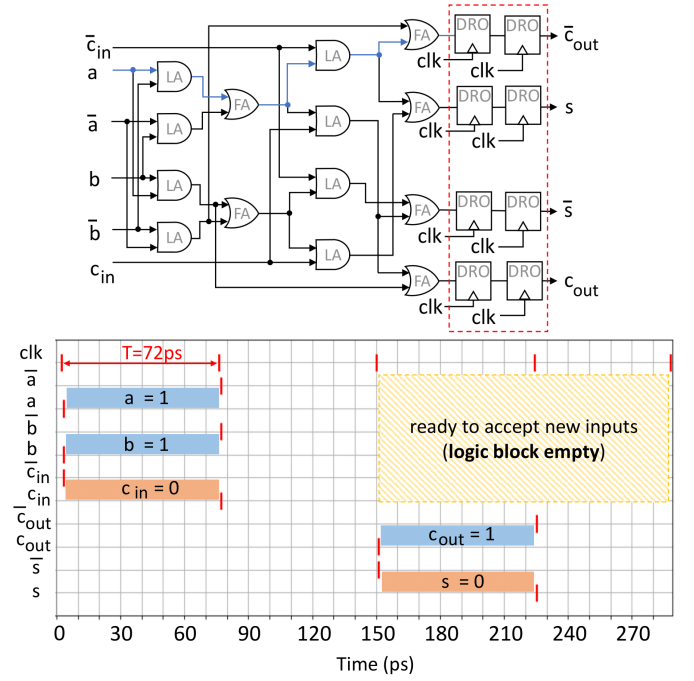 c̅in
a
a̅
b
b̅
cin
LA
LA
LA
LA
FA
FA
LA
LA
LA
LA
FA
FA
FA
FA
DRO DRO
clk
clk
c̅out
DRO DRO
clk
clk
s
DRO DRO
clk
clk
s̅
DRO DRO
clk
clk
cout
clk
T=72ps
a̅
a
a = 1
b̅
b
b = 1
c̅in
cin
c in = 0
ready to accept new inputs
(logic block empty)
c̅out
cout
c out = 1
s̅
s
s = 0
0 30 60 90 120 150 180 210 240 270
Time (ps)